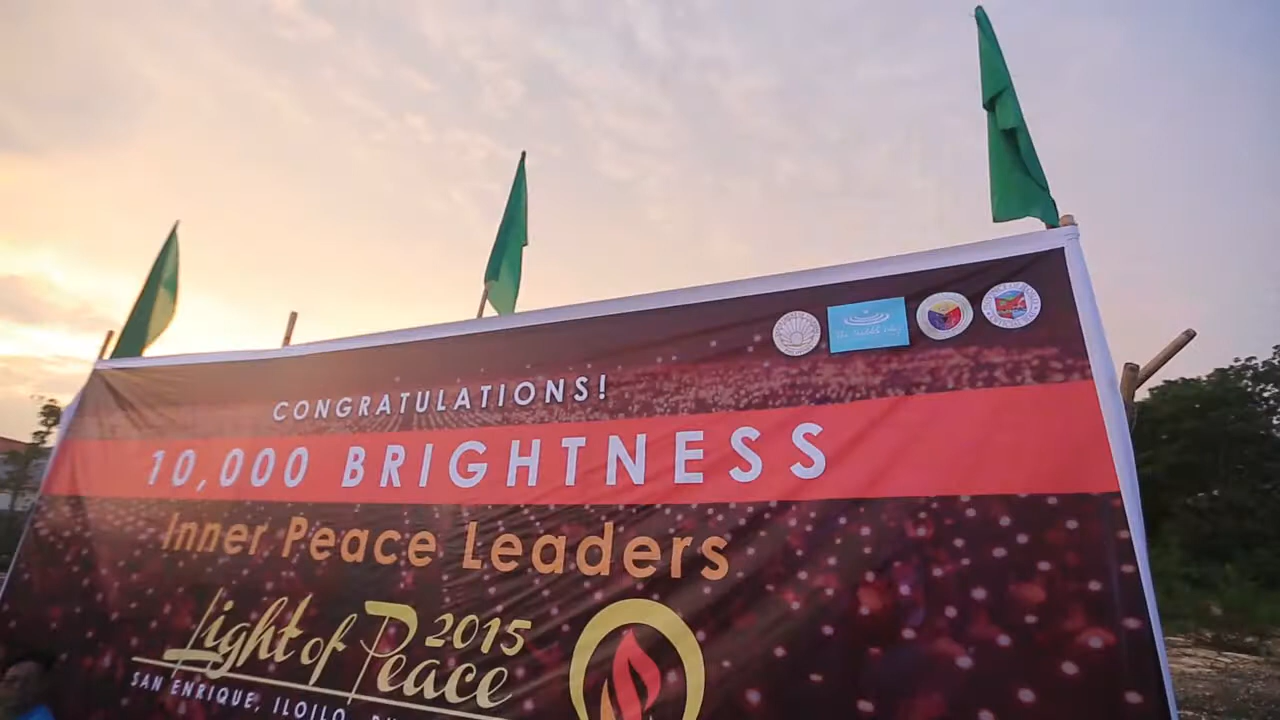 CONGRATULATIONS!
10,000 BRIGHTNESS
Inner Peace Leaders
Light of Peace 2015
SAN ENRIQUE, ILOILO,